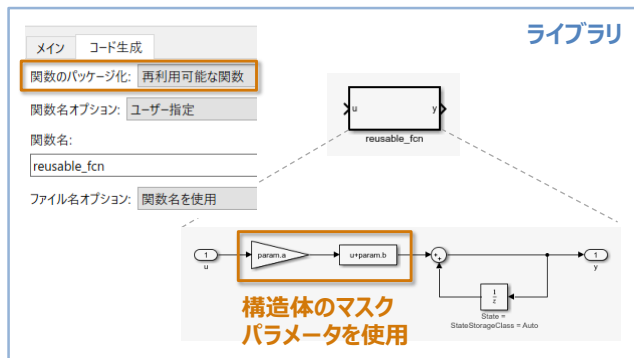 ライブラリ
メイン コード生成
関数のパッケージ化: 再利用可能な関数
関数名オプション: ユーザー指定
関数名:
reusable_fcn
ファイル名オプション: 関数名を使用
u y
reusable_fcn
1
u
param.a
u+param.b
+
+
1
y
1
z
State =
StateStorageClass = Auto
構造体のマスク
パラメータを使用